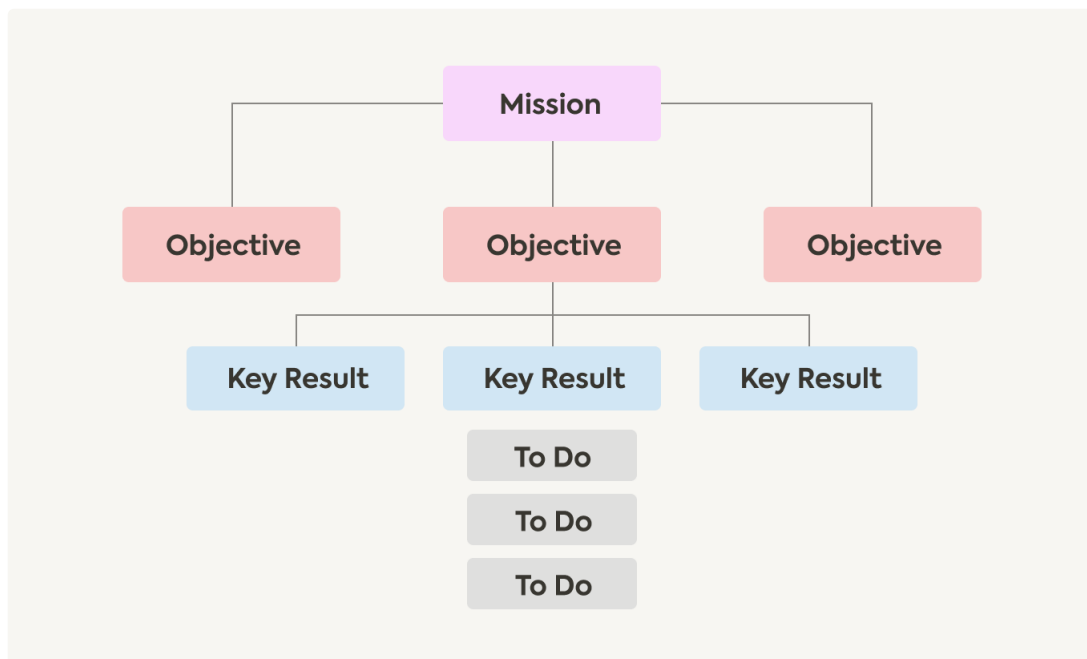 Mission
Objective
Objective
Objective
Key Result
Key Result
Key Result
To Do
To Do
To Do